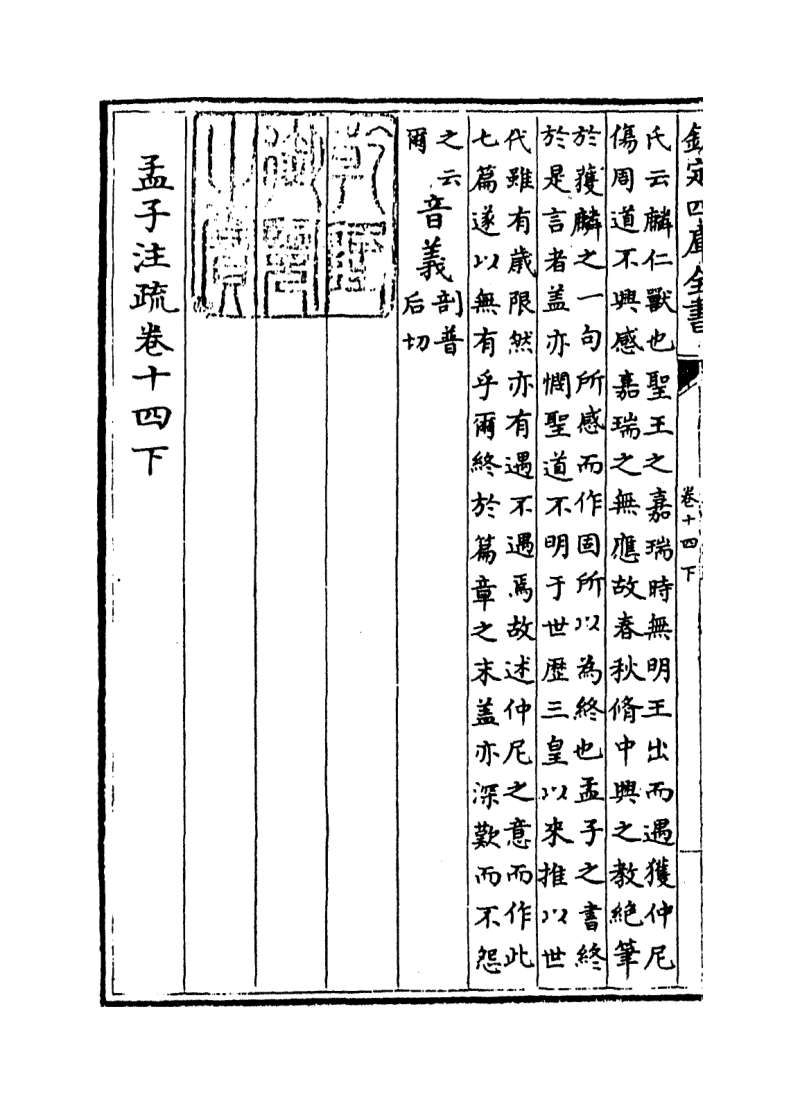 欽定四庫全書
卷十四下
氏云麟仁獸也聖王之嘉瑞時無明王出而遇獲仲尼
傷周道不興感嘉瑞之無應故春秋脩中興之教絶筆
於獲麟之一句所感而作固所以為終也孟子之書終
於是言者盖亦憫聖道不明于世歴三皇以來推以世
代雖有歲限然亦有遇不遇焉故述仲尼之意而作此
七篇遂以無有乎爾終於篇章之末盖亦深歎而不怨
之云
爾
音義
剖普
后切
孟子注疏卷十四下